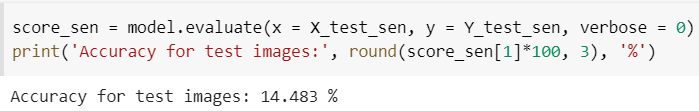 score_sen = model.evaluate(x = X_test_sen, y = Y_test_sen, verbose = 0)
print('Accuracy for test images:', round(score_sen[1]*100, 3), '%')
Accuracy for test images: 14.483 %